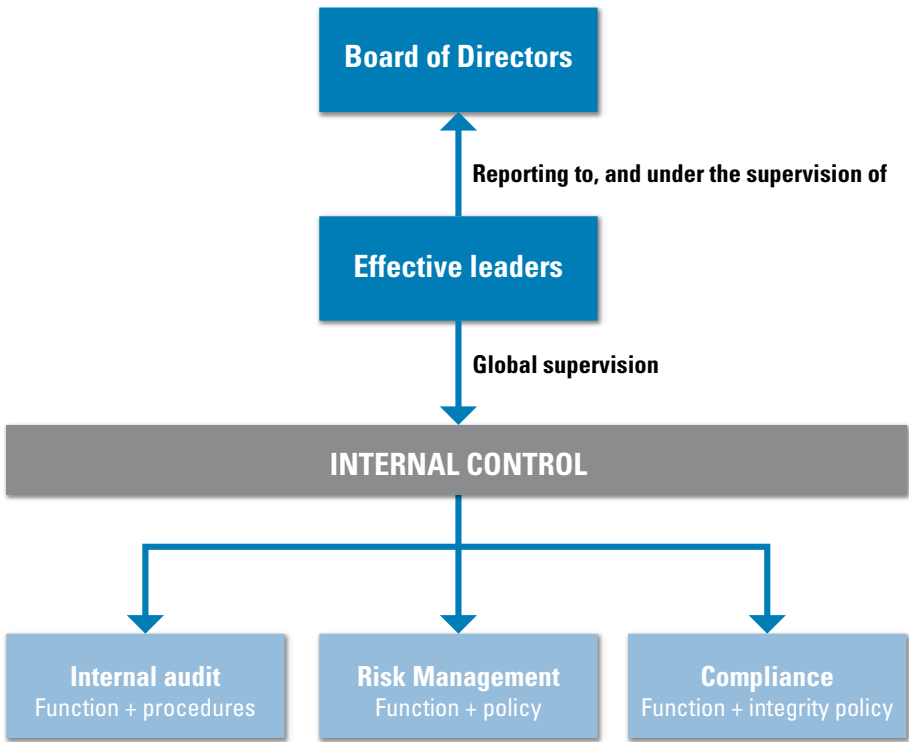 Board of Directors
Reporting to, and under the supervision of
Effective leaders
Global supervision
INTERNAL CONTROL
Internal audit
Function + procedures
Risk Management
Function + policy
Compliance
Function + integrity policy